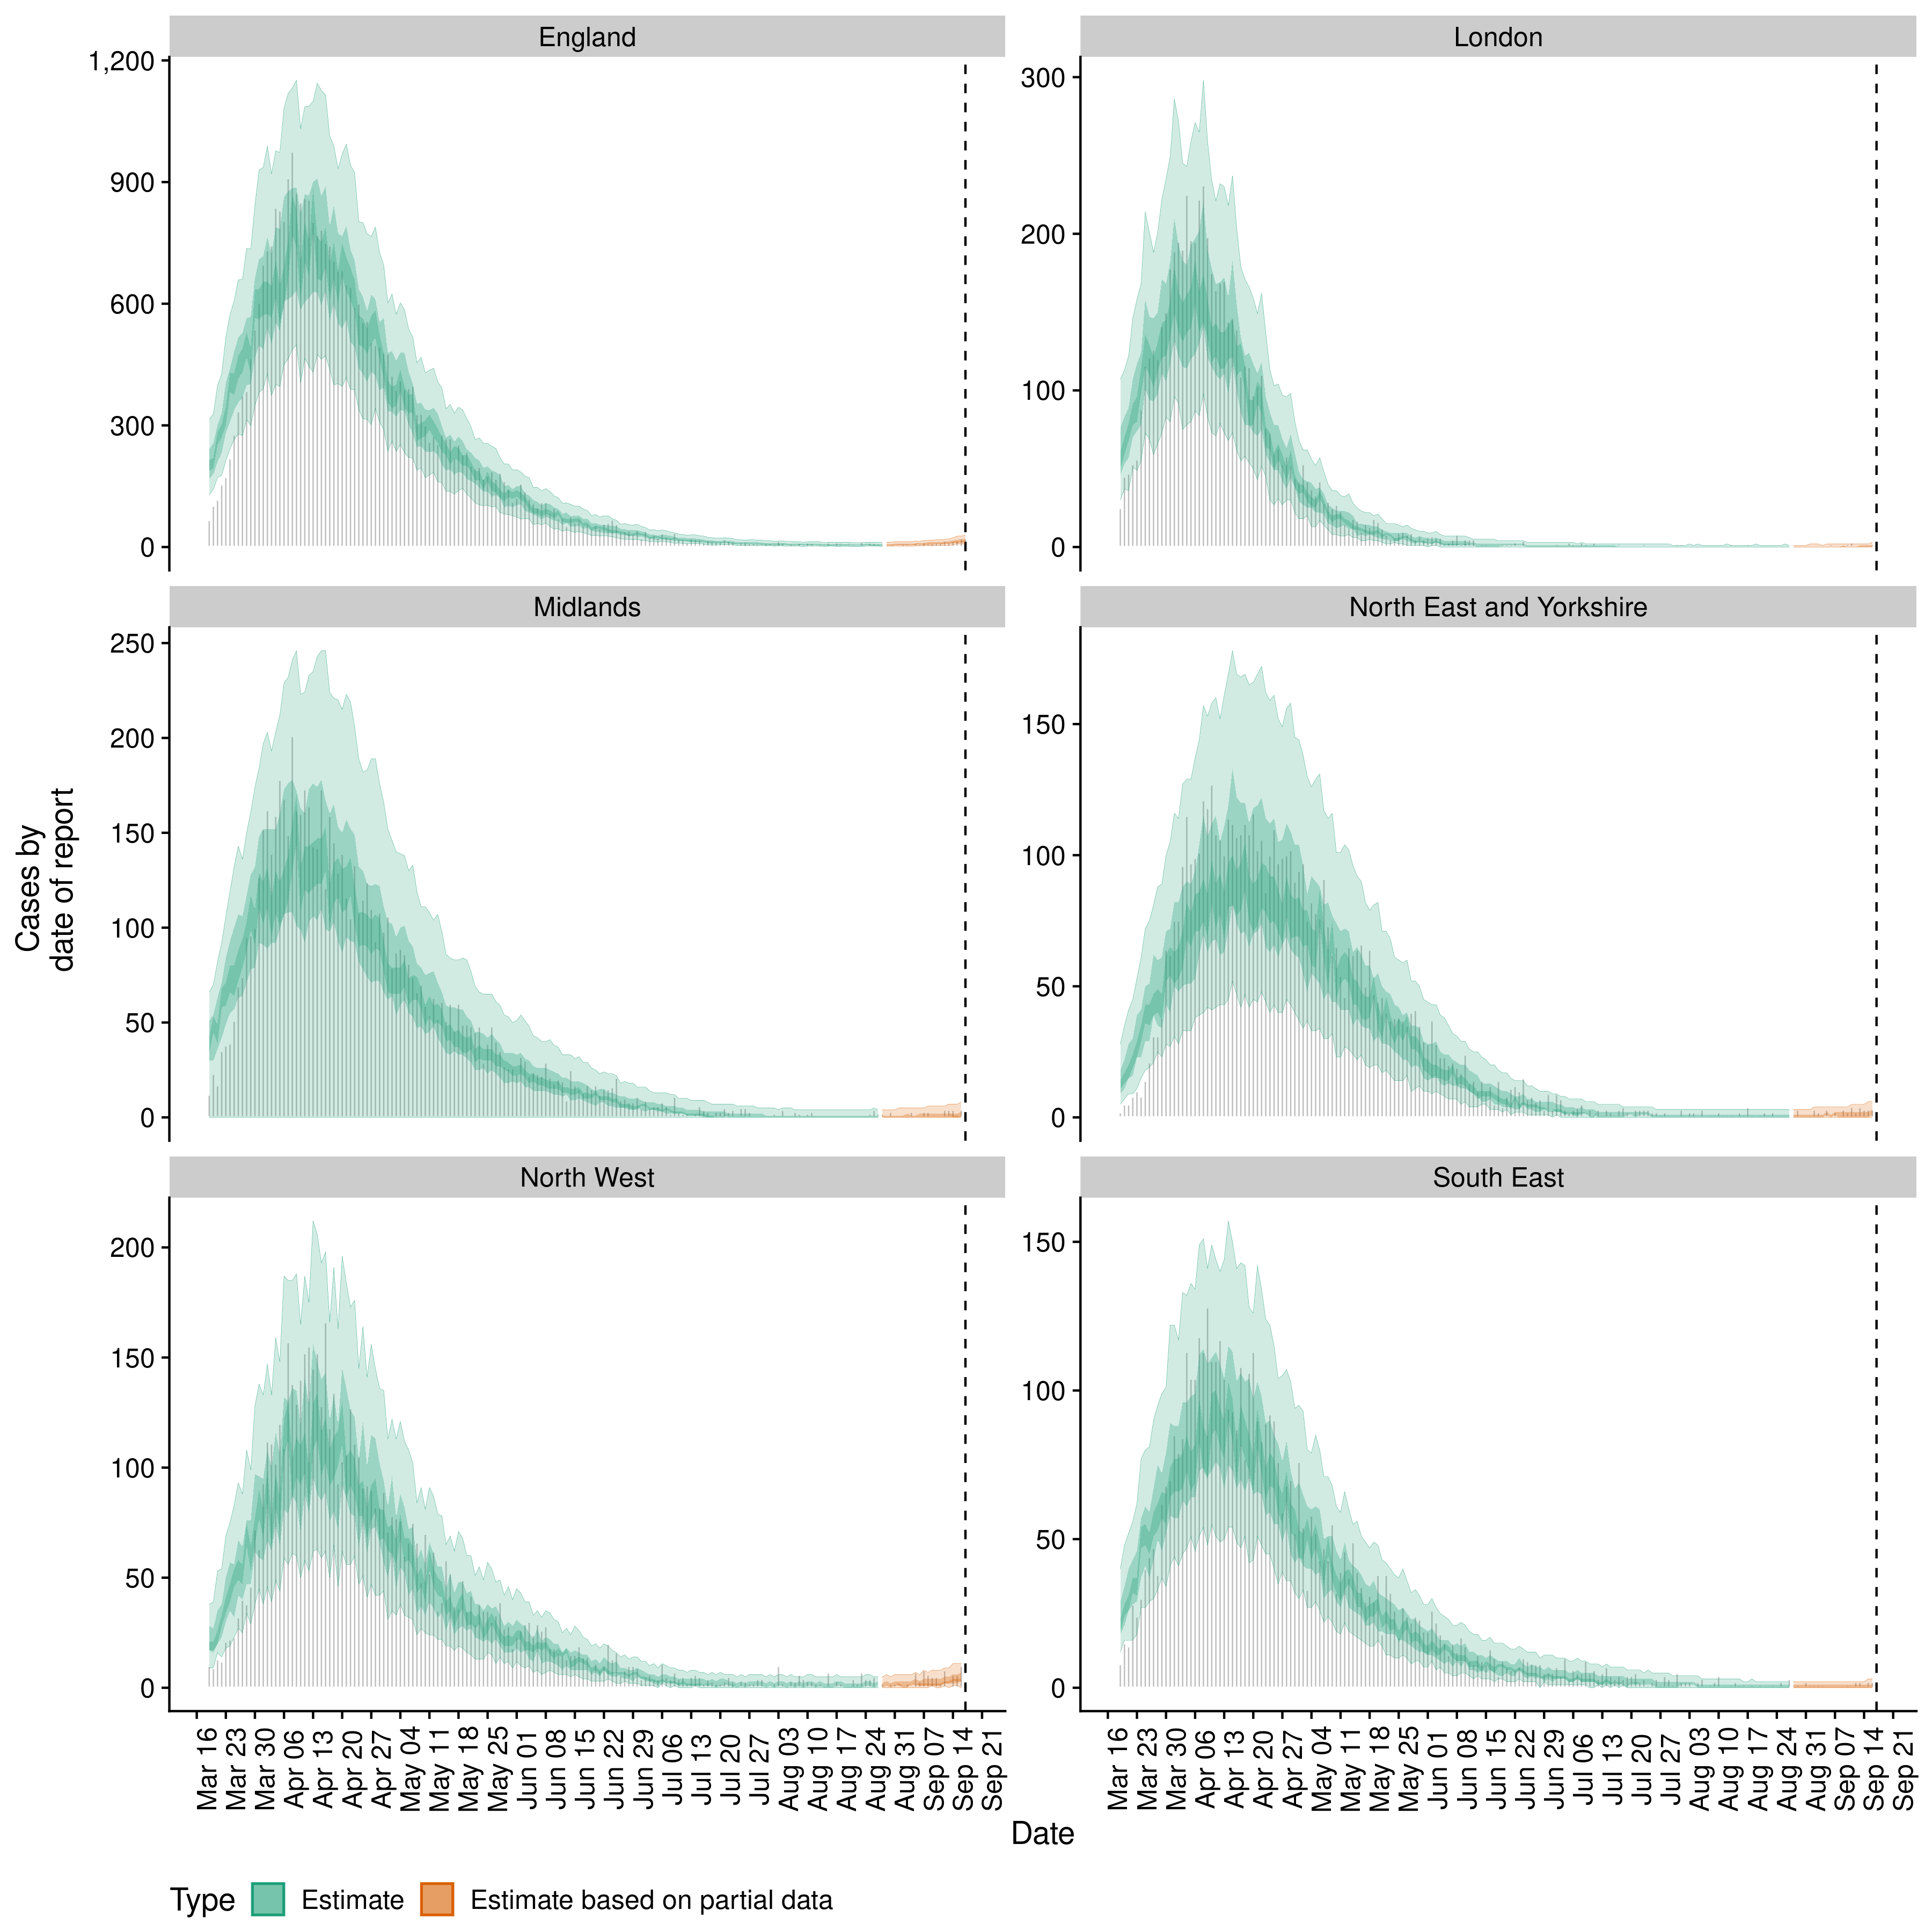 England
London
1,200
900
600
300
0
300
200
100
0
Midlands
North East and Yorkshire
250
200
150
100
50
0
150
100
50
0
Cases by
date of report
North West
South East
200
150
100
50
0
150
100
50
0
Mar 16
Mar 23
Mar 30
Apr 06
Apr 13
Apr 20
Apr 27
May 04
May 11
May 18
May 25
Jun 01
Jun 08
Jun 15
Jun 22
Jun 29
Jul 06
Jul 13
Jul 20
Jul 27
Aug 03
Aug 10
Aug 17
Aug 24
Aug 31
Sep 07
Sep 14
Sep 21
Mar 16
Mar 23
Mar 30
Apr 06
Apr 13
Apr 20
Apr 27
May 04
May 11
May 18
May 25
Jun 01
Jun 08
Jun 15
Jun 22
Jun 29
Jul 06
Jul 13
Jul 20
Jul 27
Aug 03
Aug 10
Aug 17
Aug 24
Aug 31
Sep 07
Sep 14
Sep 21
Date
Type Estimate Estimate based on partial data